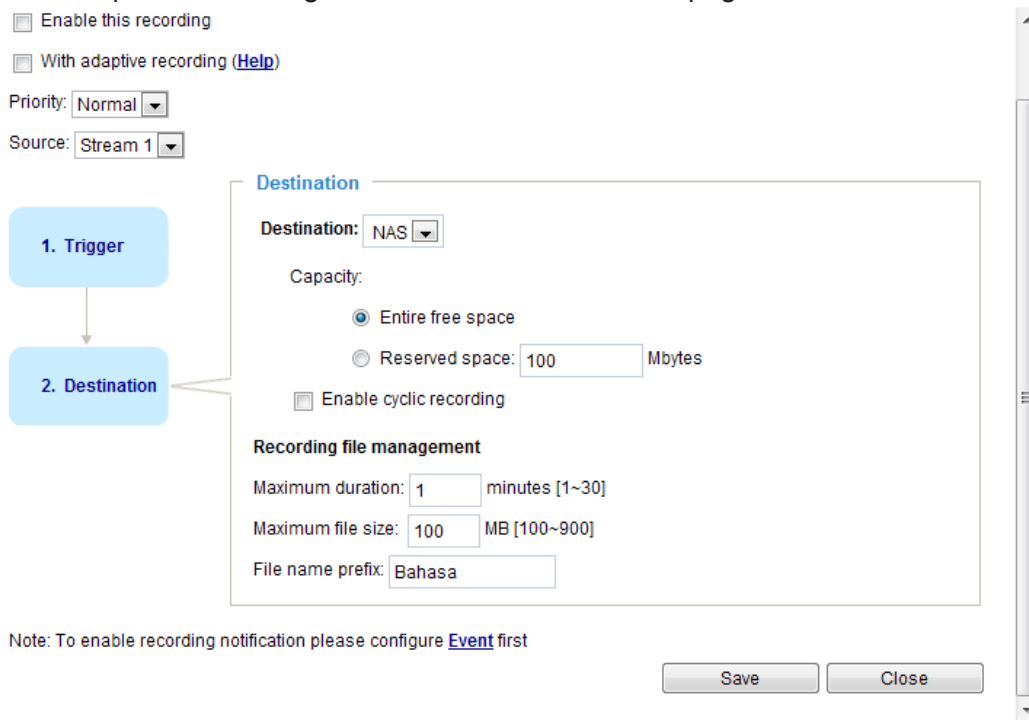 Enable this recording
With adaptive recording (Help)
Priority: Normal
Source: Stream 1
Destination
1. Trigger
2. Destination
Destination: NAS
Capacity:
Entire free space
Reserved space: 100 Mbytes
Enable cyclic recording
Recording file management
Maximum duration: 1 minutes [1~30]
Maximum file size: 100 MB [100~900]
File name prefix: Bahasa
Note: To enable recording notification please configure Event first
Save Close